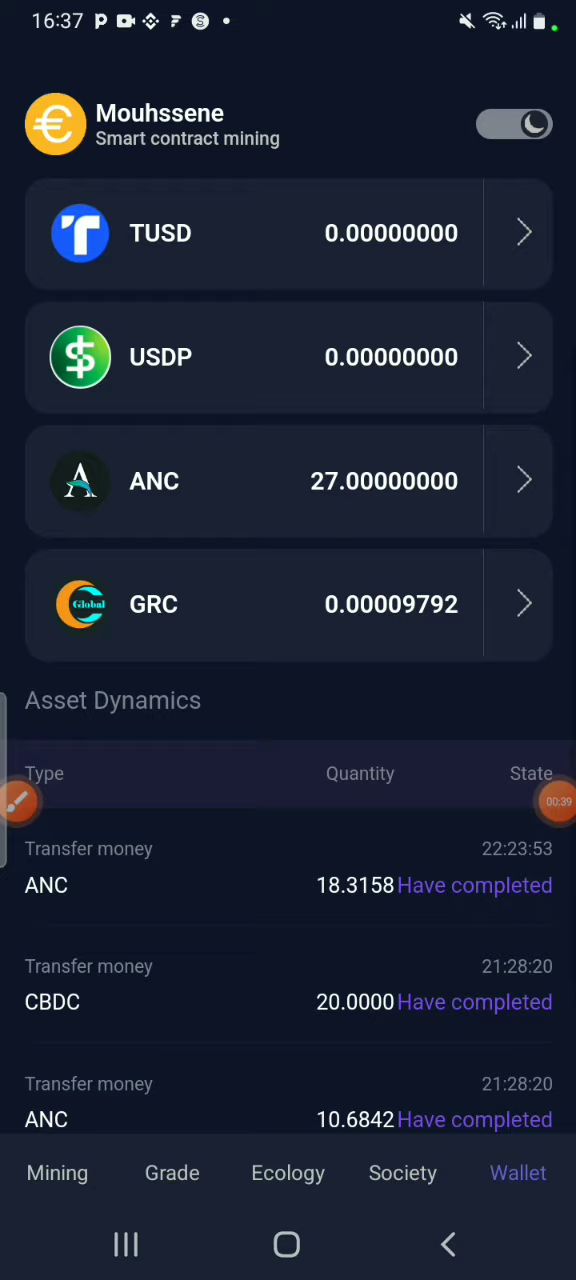 16:37
Mouhssene
Smart contract mining
TUSD 0.00000000
USDP 0.00000000
ANC 27.00000000
Global
GRC 0.00009792
Asset Dynamics
Type Quantity State
00:39
Transfer money 22:23:53
ANC 18.3158 Have completed
Transfer money 21:28:20
CBDC 20.0000 Have completed
Transfer money 21:28:20
ANC 10.6842 Have completed
Mining Grade Ecology Society Wallet